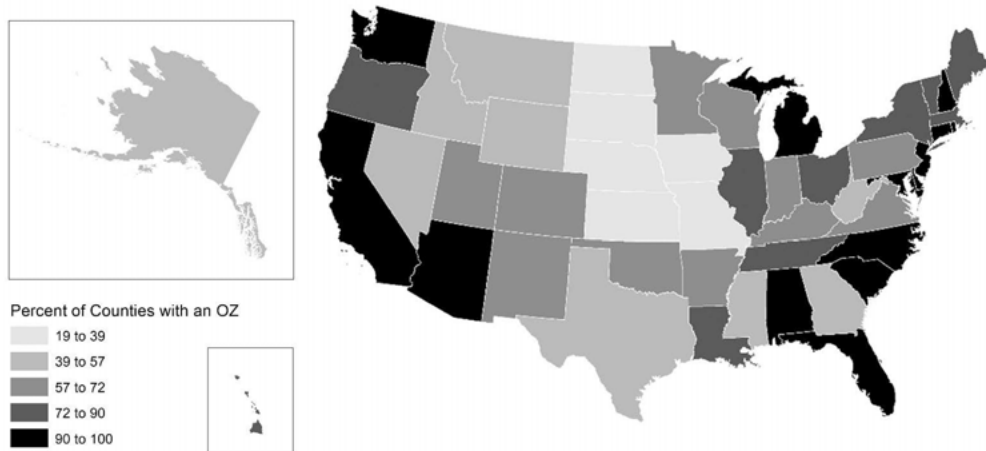 Percent of Counties with an OZ
19 to 39
39 to 57
57 to 72
72 to 90
90 to 100